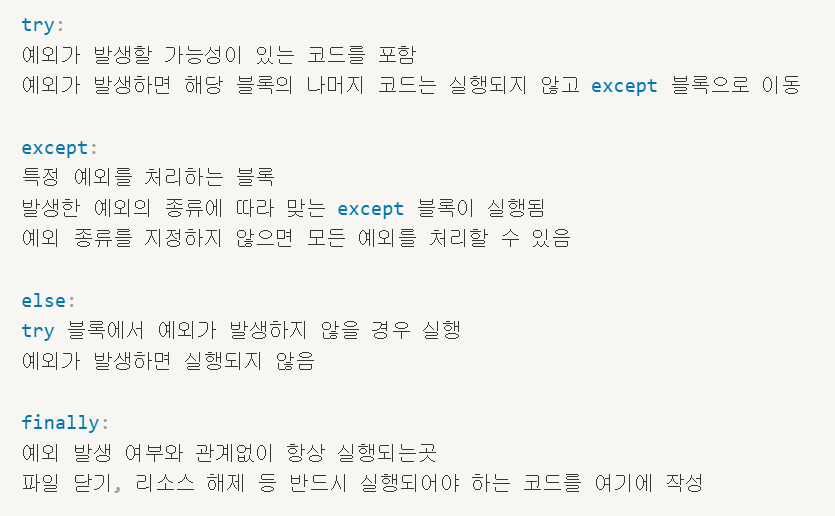 try:
예외가 발생할 가능성이 있는 코드를 포함
예외가 발생하면 해당 블록의 나머지 코드는 실행되지 않고 except 블록으로 이동
except:
특정 예외를 처리하는 블록
발생한 예외의 종류에 따라 맞는 except 블록이 실행됨
예외 종류를 지정하지 않으면 모든 예외를 처리할 수 있음
else:
try 블록에서 예외가 발생하지 않을 경우 실행
예외가 발생하면 실행되지 않음
finally:
예외 발생 여부와 관계없이 항상 실행되는곳
파일 닫기, 리소스 해제 등 반드시 실행되어야 하는 코드를 여기에 작성